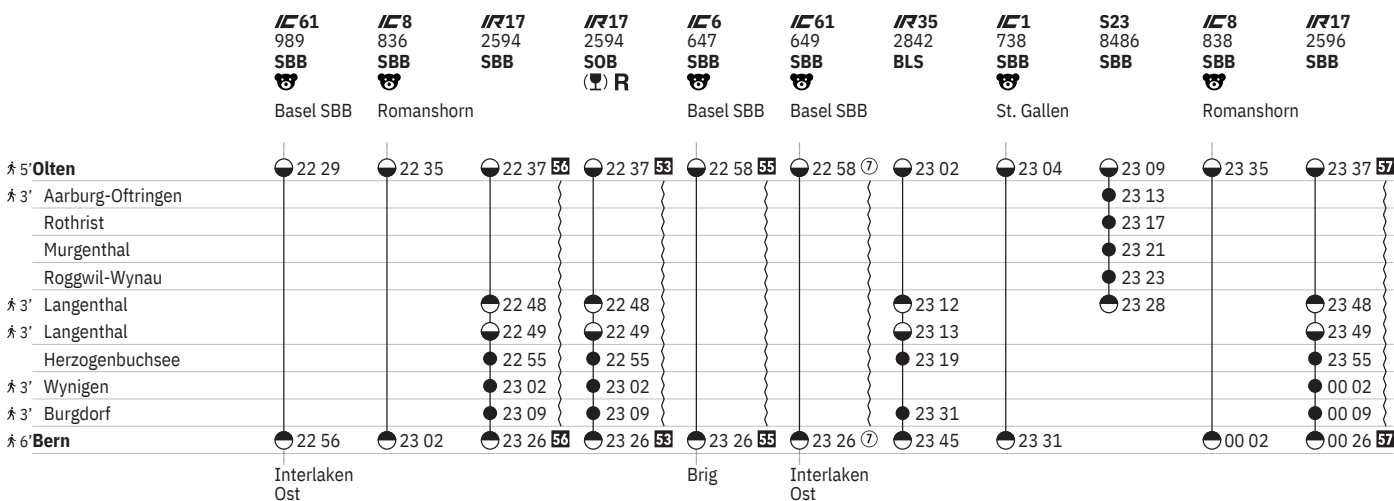 IC61 IC8 IR17 IR17 IC6 IC61 IR35 IC1 S23 IC8 IR17
989 836 2594 2594 647 649 2842 738 8486 838 2596
SBB SBB SBB SOB SBB SBB BLS SBB SBB SBB SBB
R
Basel SBB Romanshorn Basel SBB Basel SBB St. Gallen Romanshorn
5’ Olten 22 29 22 35 22 37 56 22 37 53 22 58 55 22 58 7 23 02 23 04 23 09 23 35 23 37 57
3’ Aarburg-Oftringen 23 13
Rothrist 23 17
Murgenthal 23 21
Roggwil-Wynau 23 23
3’ Langenthal 22 48 22 48 23 12 23 28 23 48
3’ Langenthal 22 49 22 49 23 13 23 49
Herzogenbuchsee 22 55 22 55 23 19 23 55
3’ Wynigen 23 02 23 02 00 02
3’ Burgdorf 23 09 23 09 23 31 00 09
6’ Bern 22 56 23 02 23 26 56 23 26 53 23 26 55 23 26 7 23 45 23 31 00 02 00 26 57
Interlaken Brig Interlaken
Ost Ost